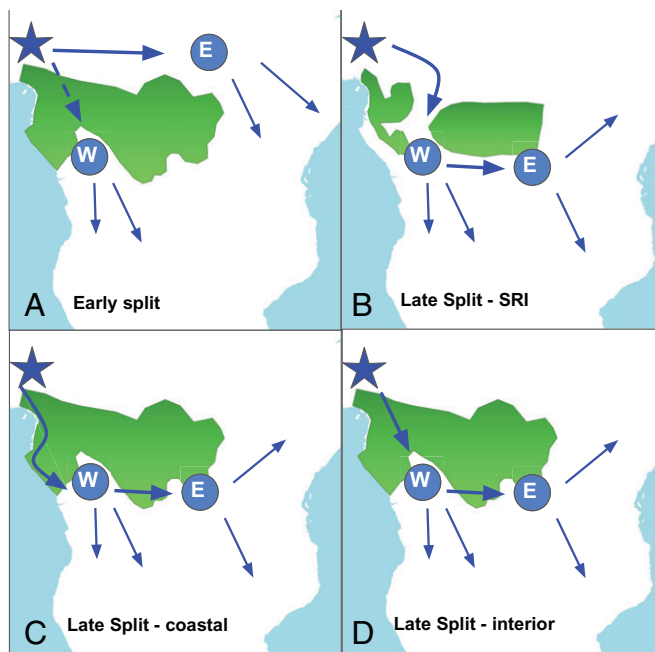 E
W
A
Early split
W
E
B
Late Split - SRI
W
E
C
Late Split - coastal
W
E
D
Late Split - interior